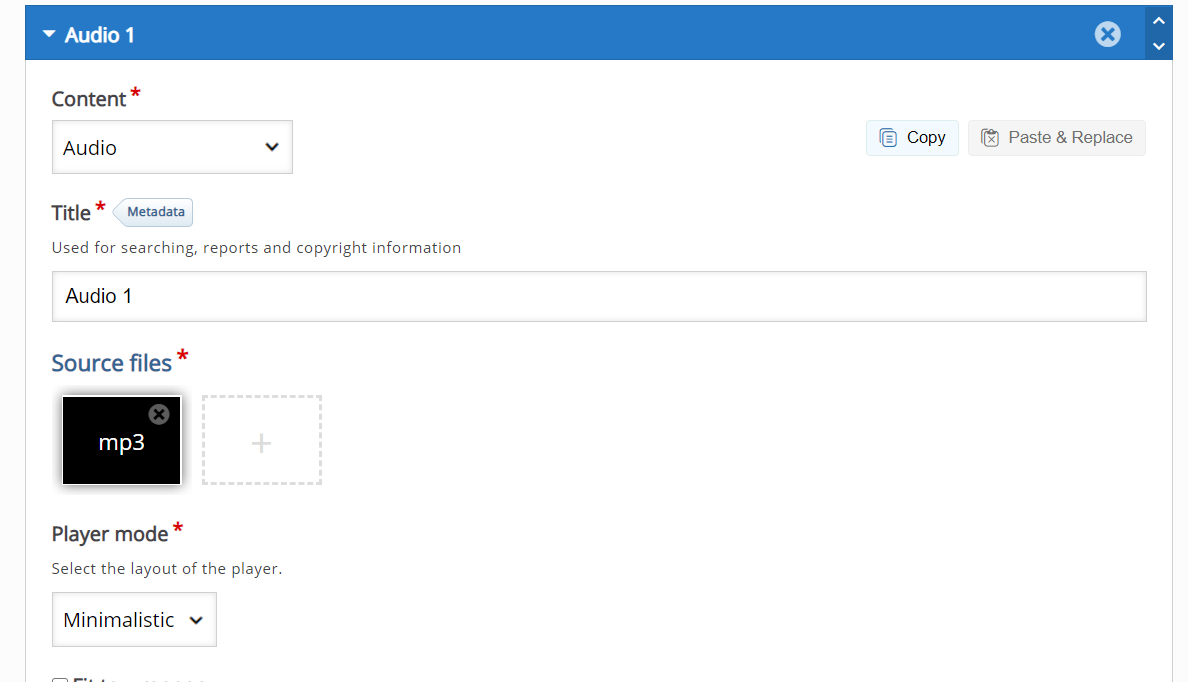 Audio 1
Content *
Audio
Copy
Paste & Replace
Title * Metadata
Used for searching, reports and copyright information
Audio 1
Source files *
mp3
+
Player mode *
Select the layout of the player.
Minimalistic